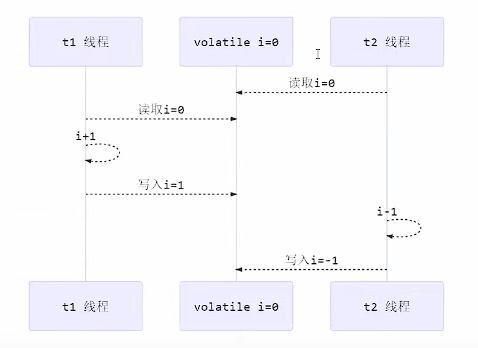 t1 线程
volatile i=0
t2 线程
读取i=0
读取i=0
i+1
写入i=1
i-1
写入i=-1
t1 线程
volatile i=0
t2 线程